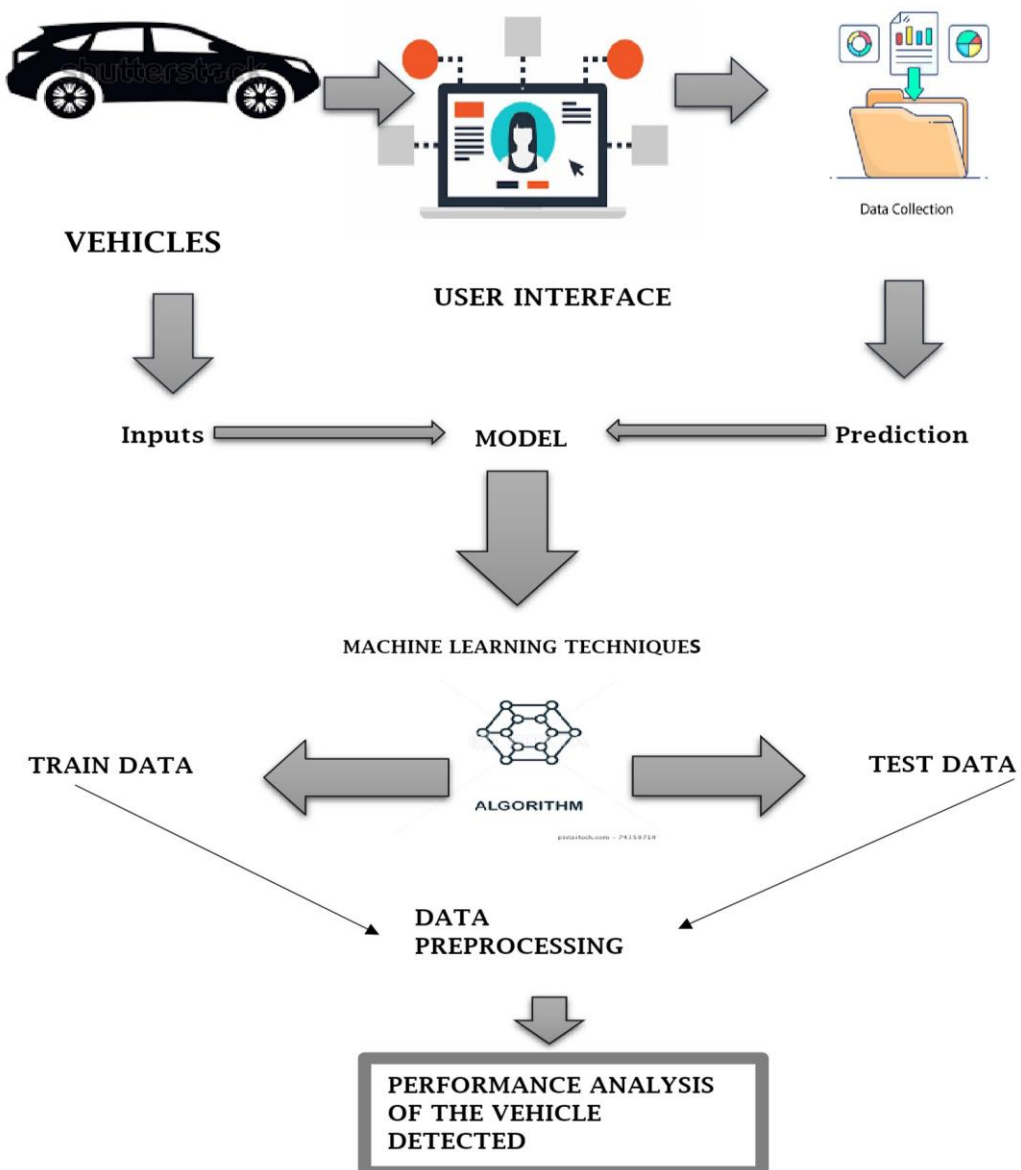 shutterstock
Data Collection
VEHICLES
USER INTERFACE
Inputs
MODEL
Prediction
MACHINE LEARNING TECHNIQUES
TRAIN DATA
TEST DATA
ALGORITHM
DATA
PREPROCESSING
PERFORMANCE ANALYSIS
OF THE VEHICLE
DETECTED